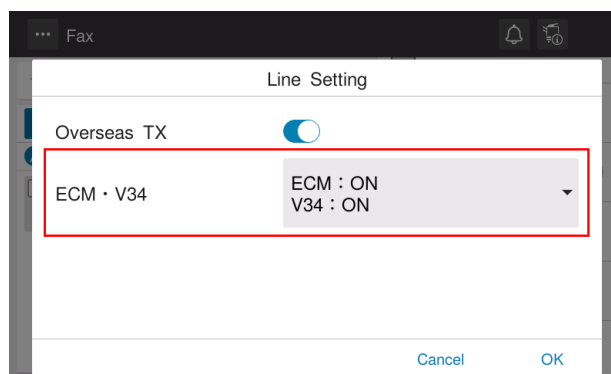 Fax
Line Setting
Overseas TX
ECM・V34
ECM：ON
V34：ON
Cancel
OK